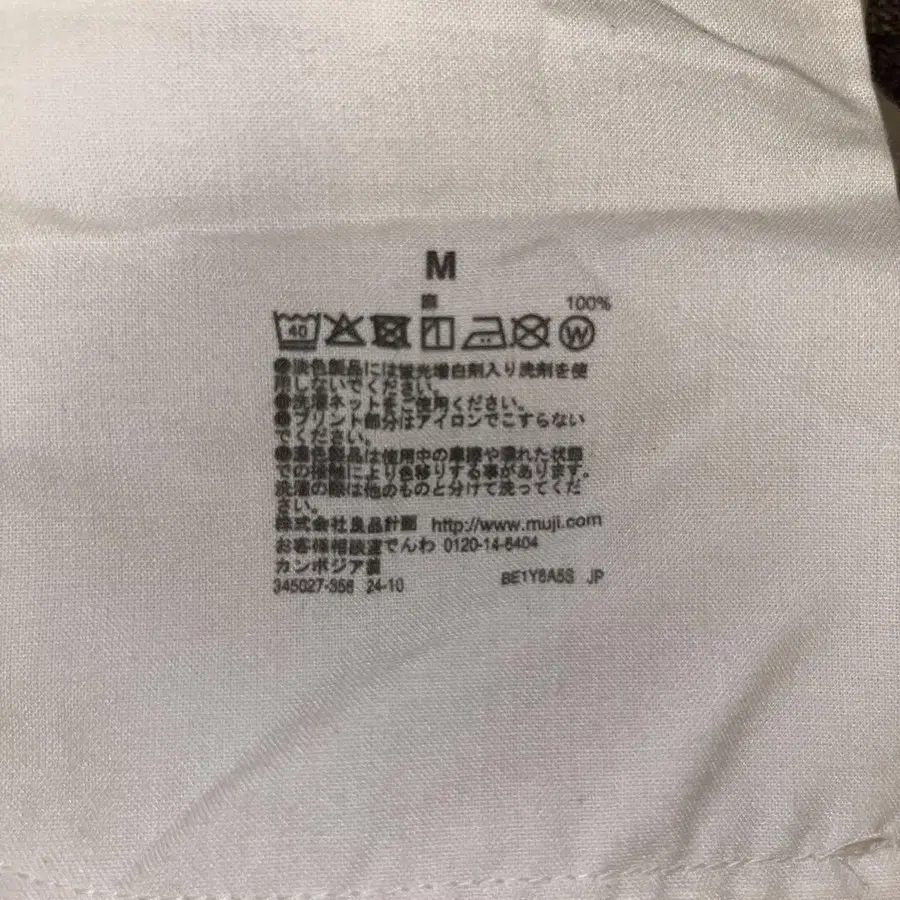 M
麻 100%
40 W
●淡色製品には蛍光増白剤入り洗剤を使
用しないでください。
●洗濯ネットをご使用ください。
●プリント部分はアイロンでこすらない
でください。
●濃色製品は使用中の摩擦や濡れた状態
での接触により色移りする事があります。
洗濯の際は他のものと分けて洗ってくだ
さい。
株式会社良品計画 http://www.muji.com
お客様相談室でんわ 0120-14-6404
カンボジア製
345027-356 24-10 JP